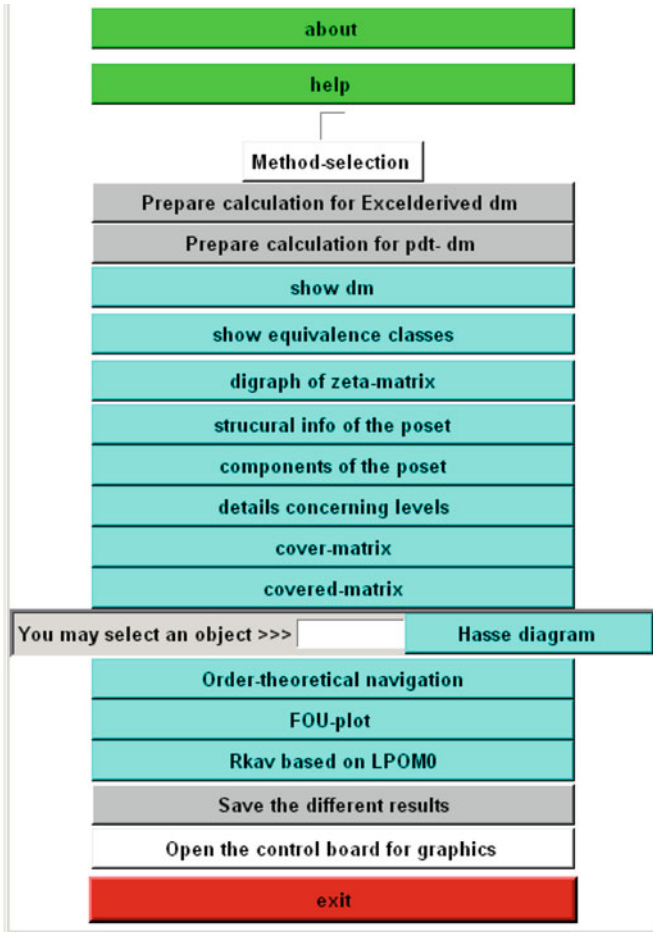 about
help
Method-selection
Prepare calculation for Excelderived dm
Prepare calculation for pdt- dm
show dm
show equivalence classes
digraph of zeta-matrix
strucural info of the poset
components of the poset
details concerning levels
cover-matrix
covered-matrix
You may select an object >>> Hasse diagram
Order-theoretical navigation
FOU-plot
Rkav based on LPOM0
Save the different results
Open the control board for graphics
exit